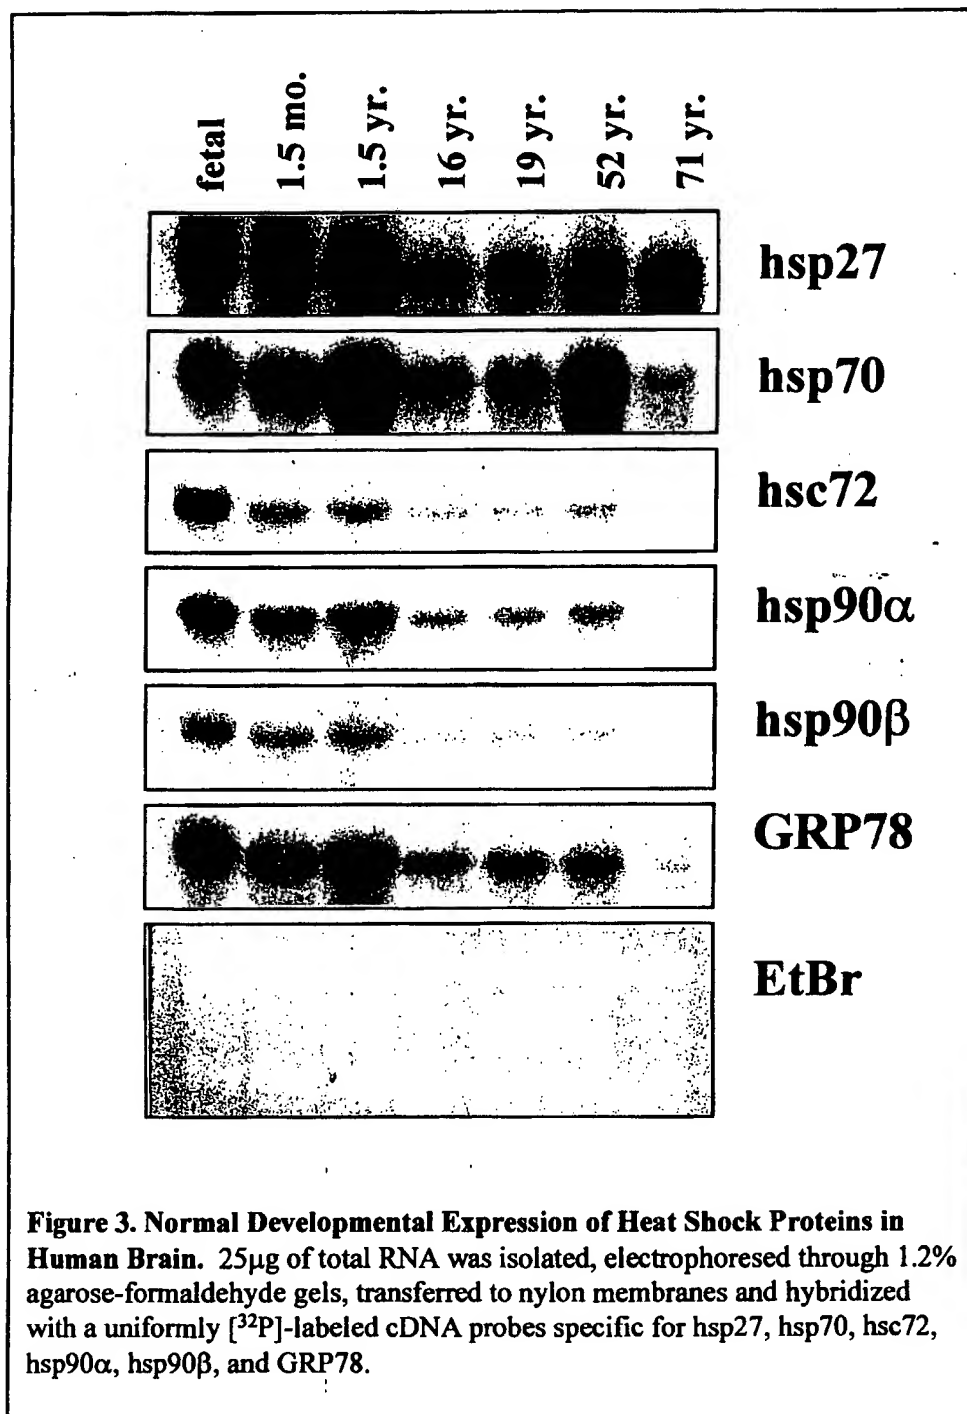 fetal
1.5 mo.
1.5 yr.
16 yr.
19 yr.
52 yr.
71 yr.
hsp27
hsp70
hsc72
hsp90α
hsp90β
GRP78
EtBr
Figure 3. Normal Developmental Expression of Heat Shock Proteins in
Human Brain. 25µg of total RNA was isolated, electrophoresed through 1.2%
agarose-formaldehyde gels, transferred to nylon membranes and hybridized
with a uniformly [³²P]-labeled cDNA probes specific for hsp27, hsp70, hsc72,
hsp90α, hsp90β, and GRP78.